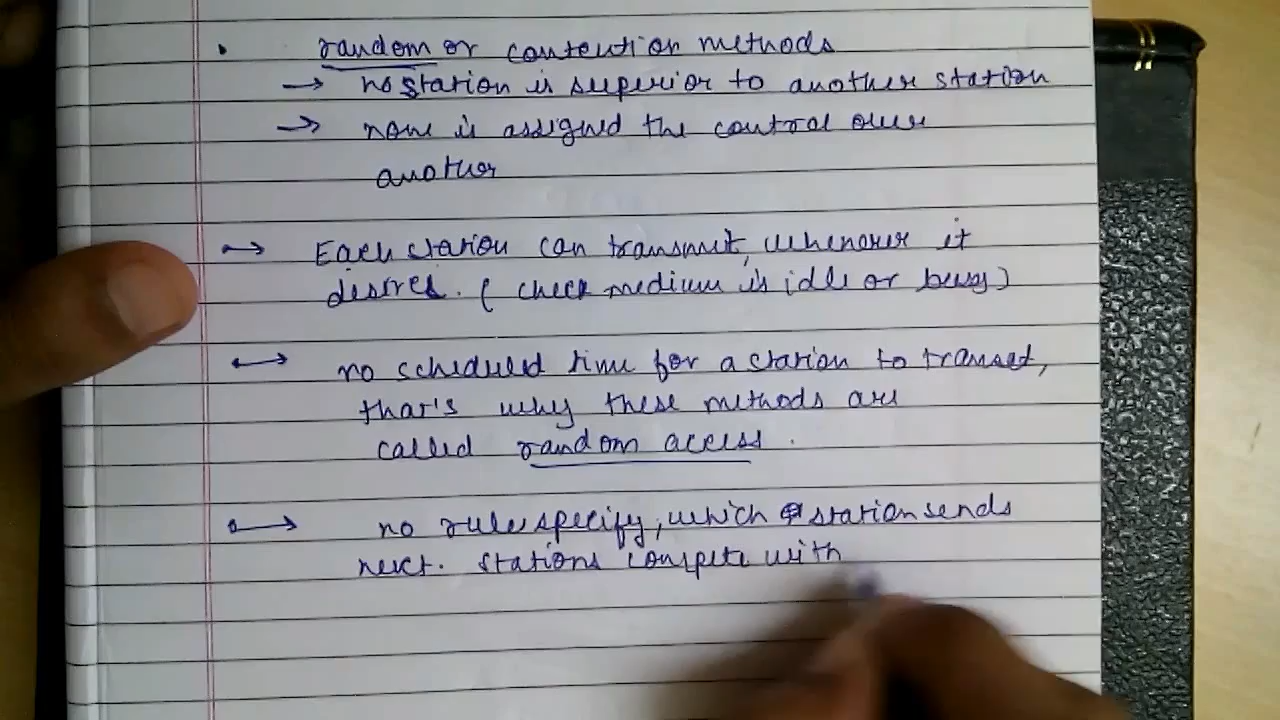 random or contention methods
→ no station is superior to another station
→ none is assigned the control over
another
→ Each station can transmit, whenever it
desires. ( check medium is idle or busy )
→ no scheduled time for a station to transmit,
that's why these methods are
called random access.
→ no rules specify, which station sends
next. stations compete with